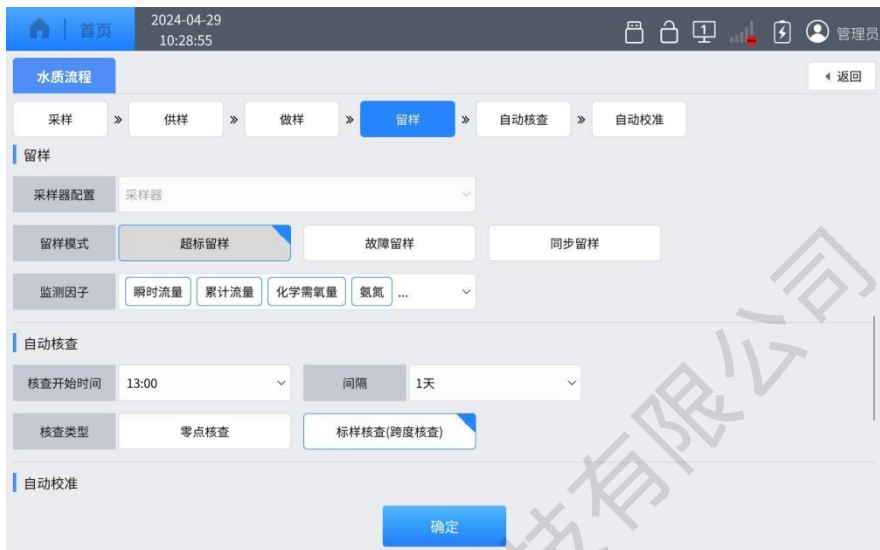 首页
2024-04-29
10:28:55
1
管理员
水质流程
返回
采样 » 供样 » 做样 » 留样 » 自动核查 » 自动校准
留样
采样器配置 采样器
留样模式 超标留样 故障留样 同步留样
监测因子 瞬时流量 累计流量 化学需氧量 氨氮 ...
自动核查
核查开始时间 13:00 间隔 1天
核查类型 零点核查 标样核查(跨度核查)
自动校准
确定
技有限公司